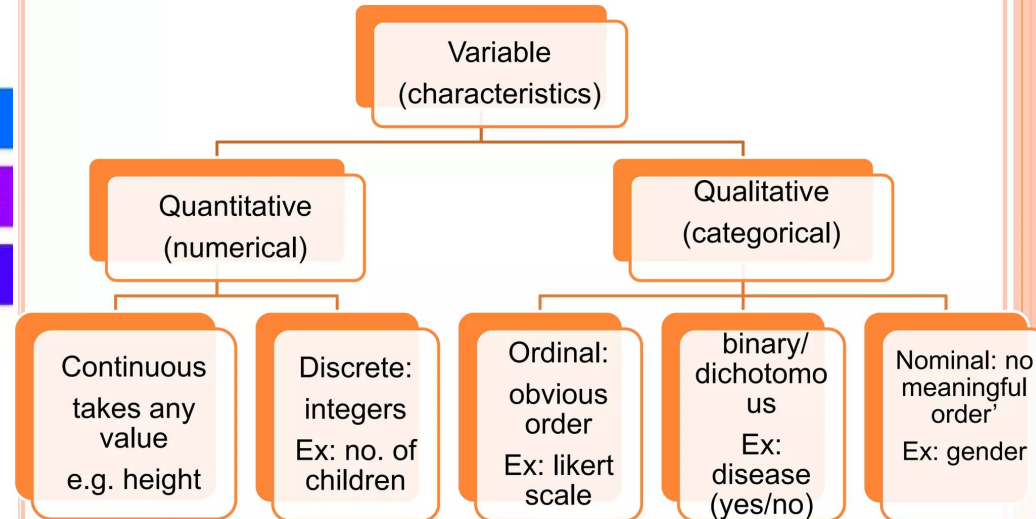 Variable
(characteristics)
Quantitative
(numerical)
Qualitative
(categorical)
Continuous
takes any
value
e.g. height
Discrete:
integers
Ex: no. of
children
Ordinal:
obvious
order
Ex: likert
scale
binary/
dichotomo
us
Ex:
disease
(yes/no)
Nominal: no
meaningful
order’
Ex: gender